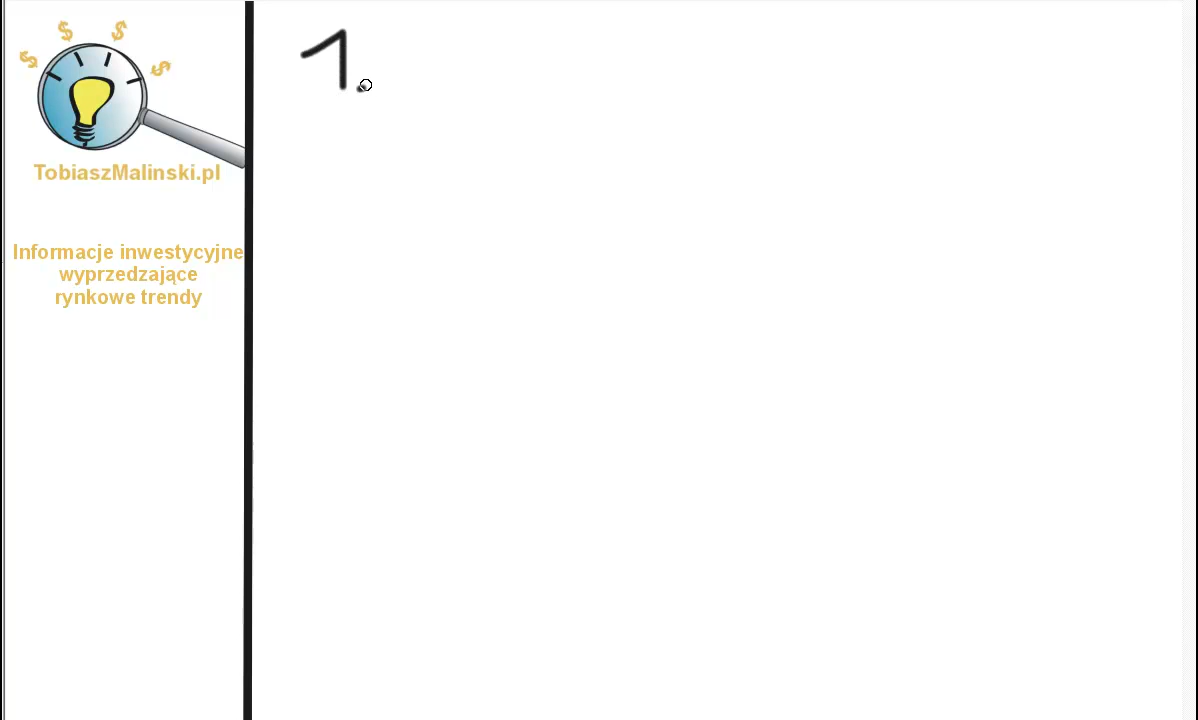 TobiaszMalinski.pl
Informacje inwestycyjne
wyprzedzające
rynkowe trendy
1.